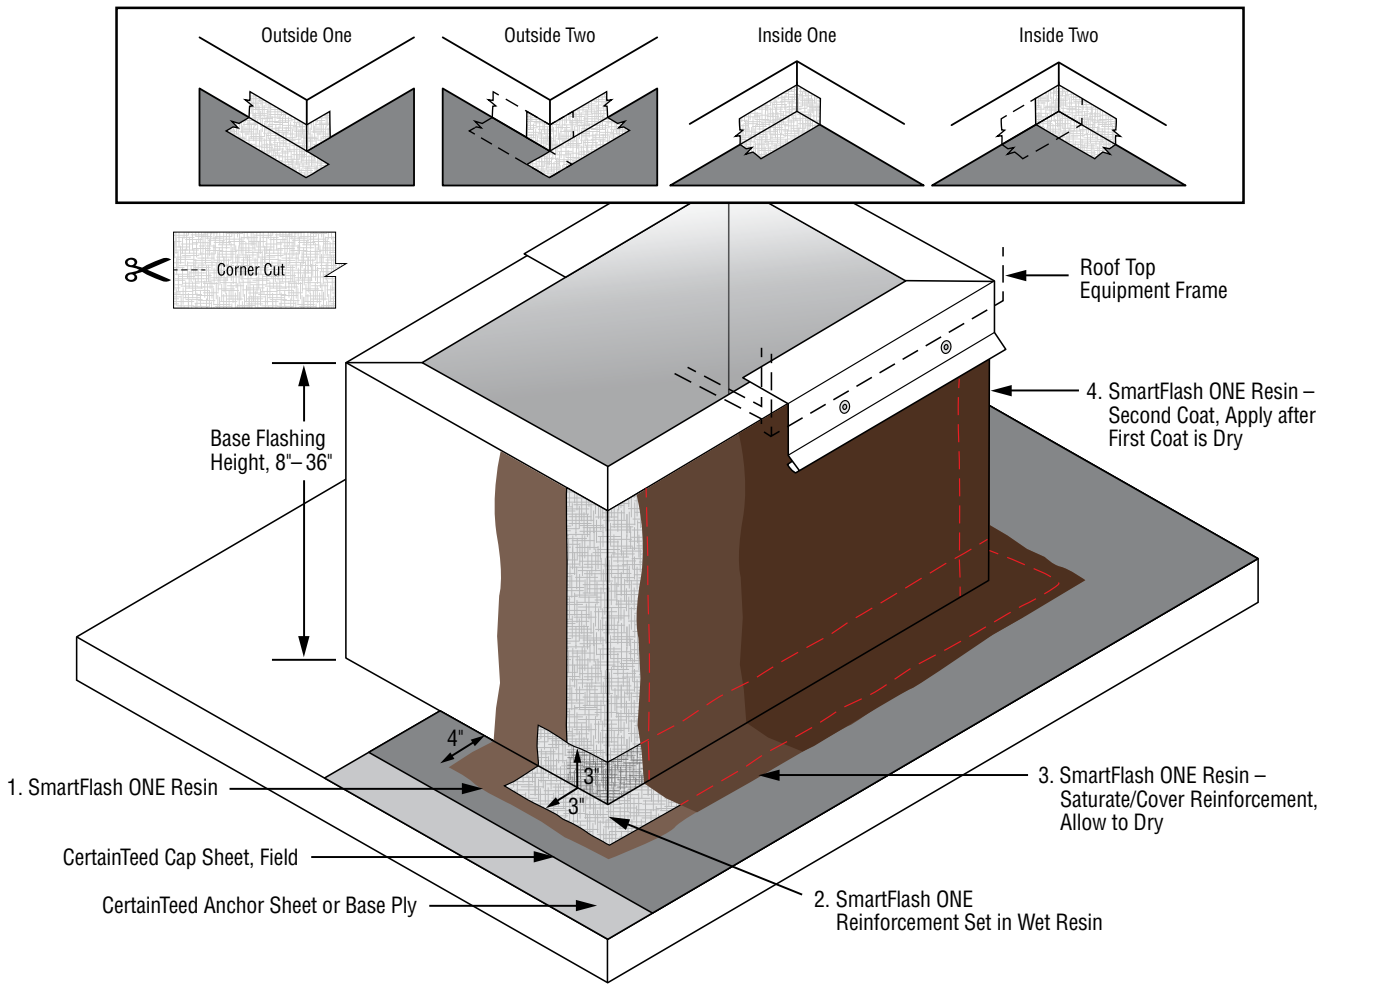 Outside One
Outside Two
Inside One
Inside Two
Corner Cut
Roof Top
Equipment Frame
4. SmartFlash ONE Resin –
Second Coat, Apply after
First Coat is Dry
Base Flashing
Height, 8"– 36"
4"
3"
3"
1. SmartFlash ONE Resin
3. SmartFlash ONE Resin –
Saturate/Cover Reinforcement,
Allow to Dry
CertainTeed Cap Sheet, Field
CertainTeed Anchor Sheet or Base Ply
2. SmartFlash ONE
Reinforcement Set in Wet Resin